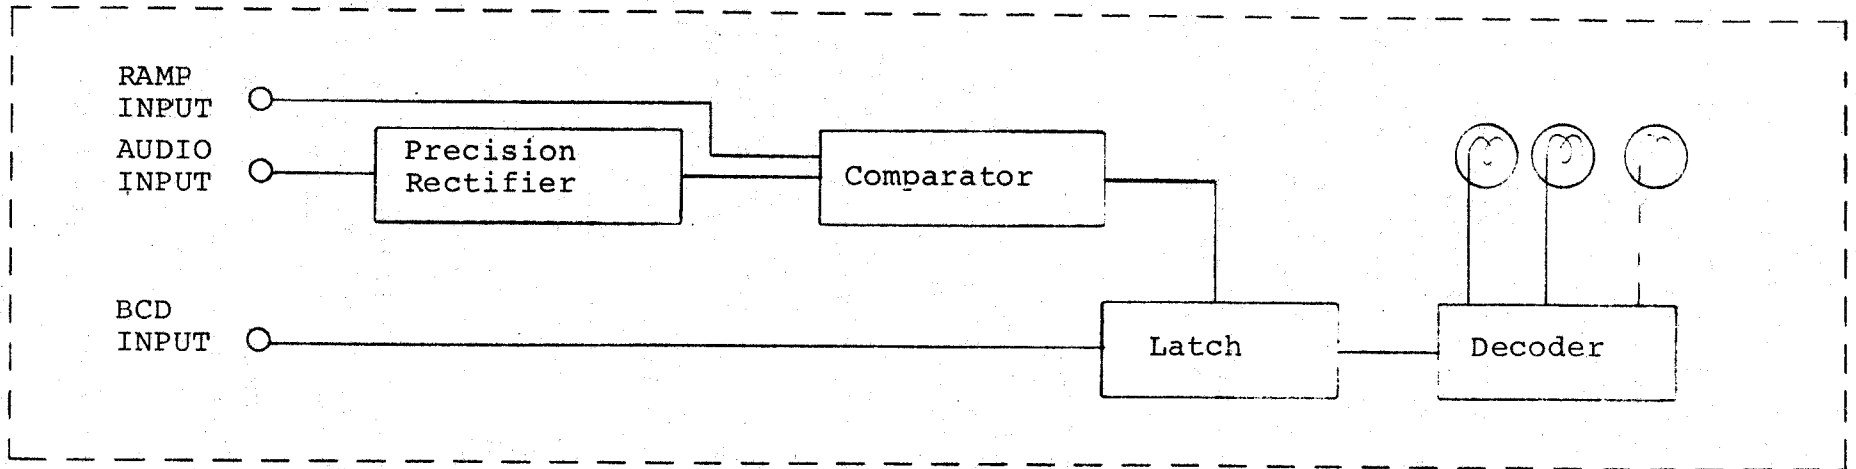 RAMP
INPUT
AUDIO
INPUT
Precision
Rectifier
Comparator
BCD
INPUT
Latch
Decoder